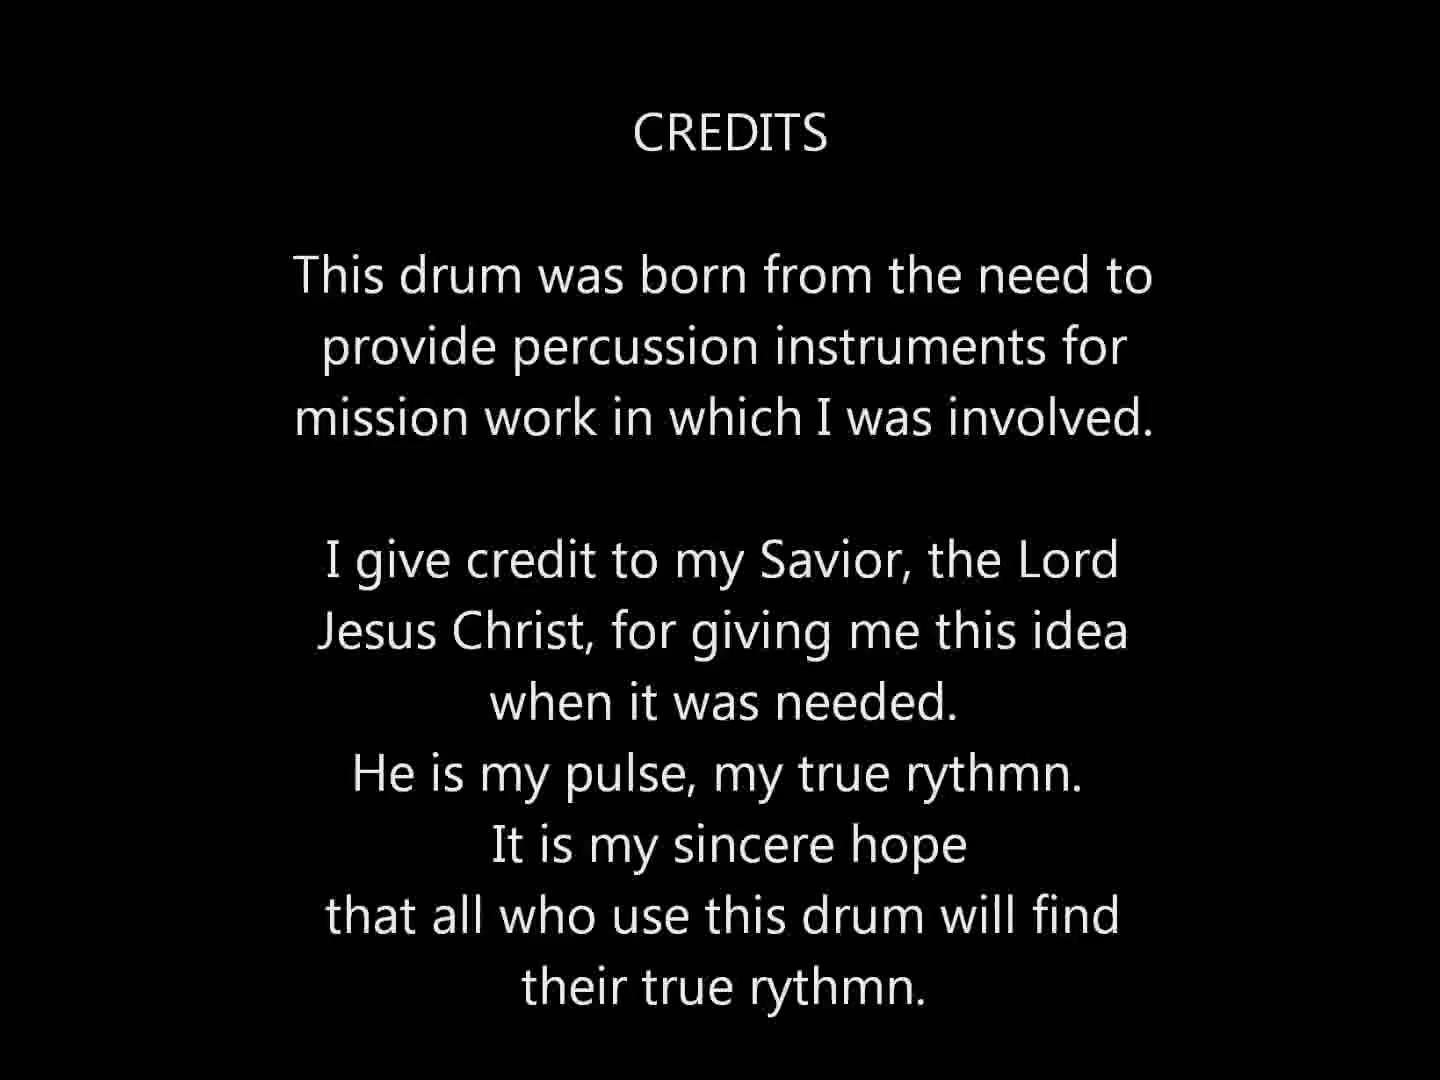 CREDITS
This drum was born from the need to
provide percussion instruments for
mission work in which I was involved.
I give credit to my Savior, the Lord
Jesus Christ, for giving me this idea
when it was needed.
He is my pulse, my true rythmn.
It is my sincere hope
that all who use this drum will find
their true rythmn.